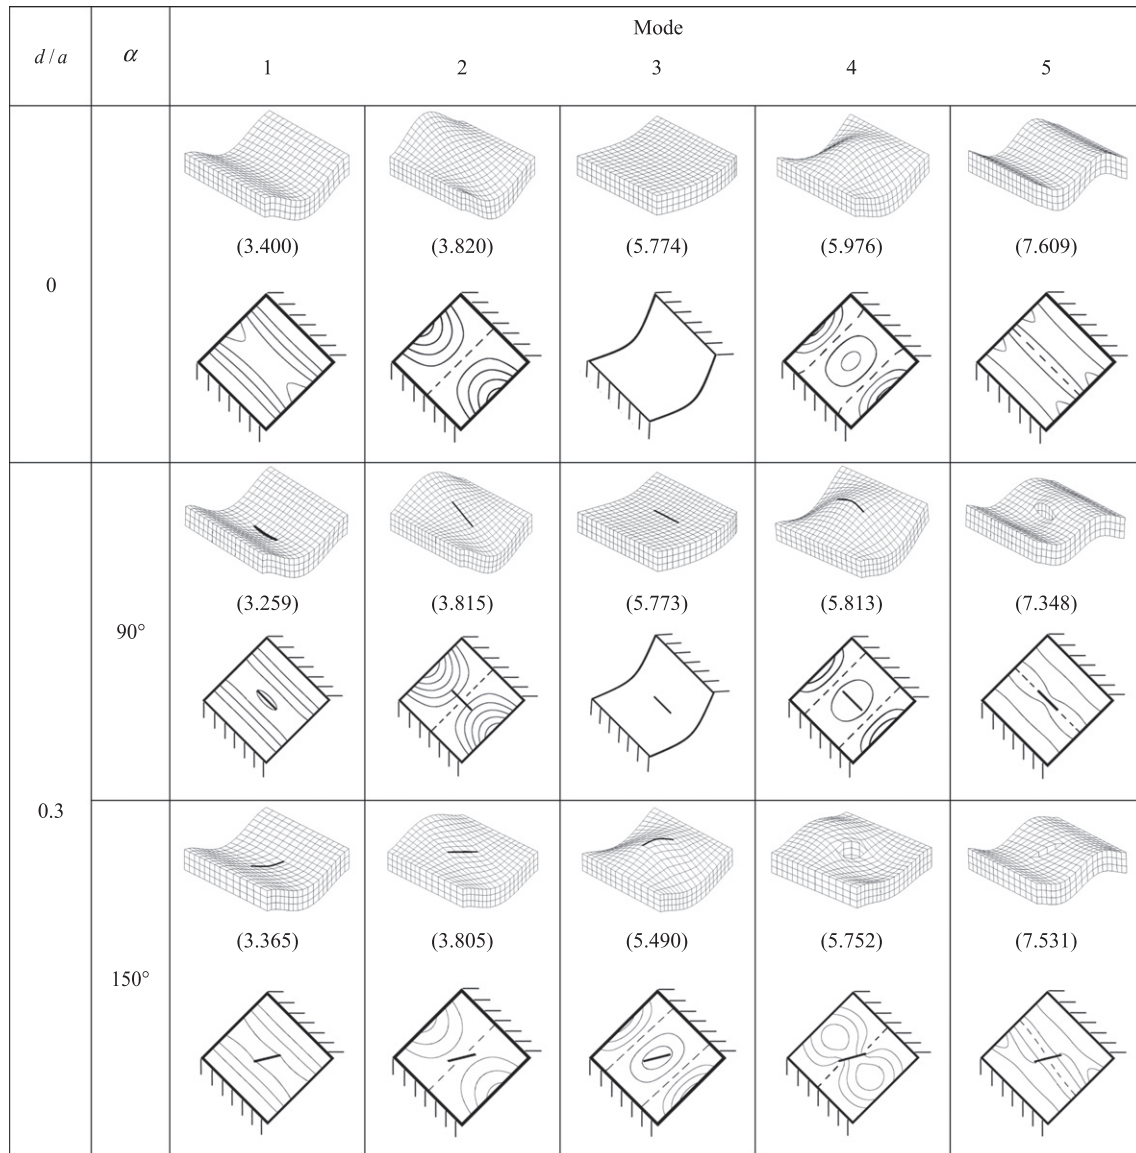 Mode
d / a α 1 2 3 4 5
(3.400) (3.820) (5.774) (5.976) (7.609)
0
(3.259) (3.815) (5.773) (5.813) (7.348)
90°
0.3
(3.365) (3.805) (5.490) (5.752) (7.531)
150°